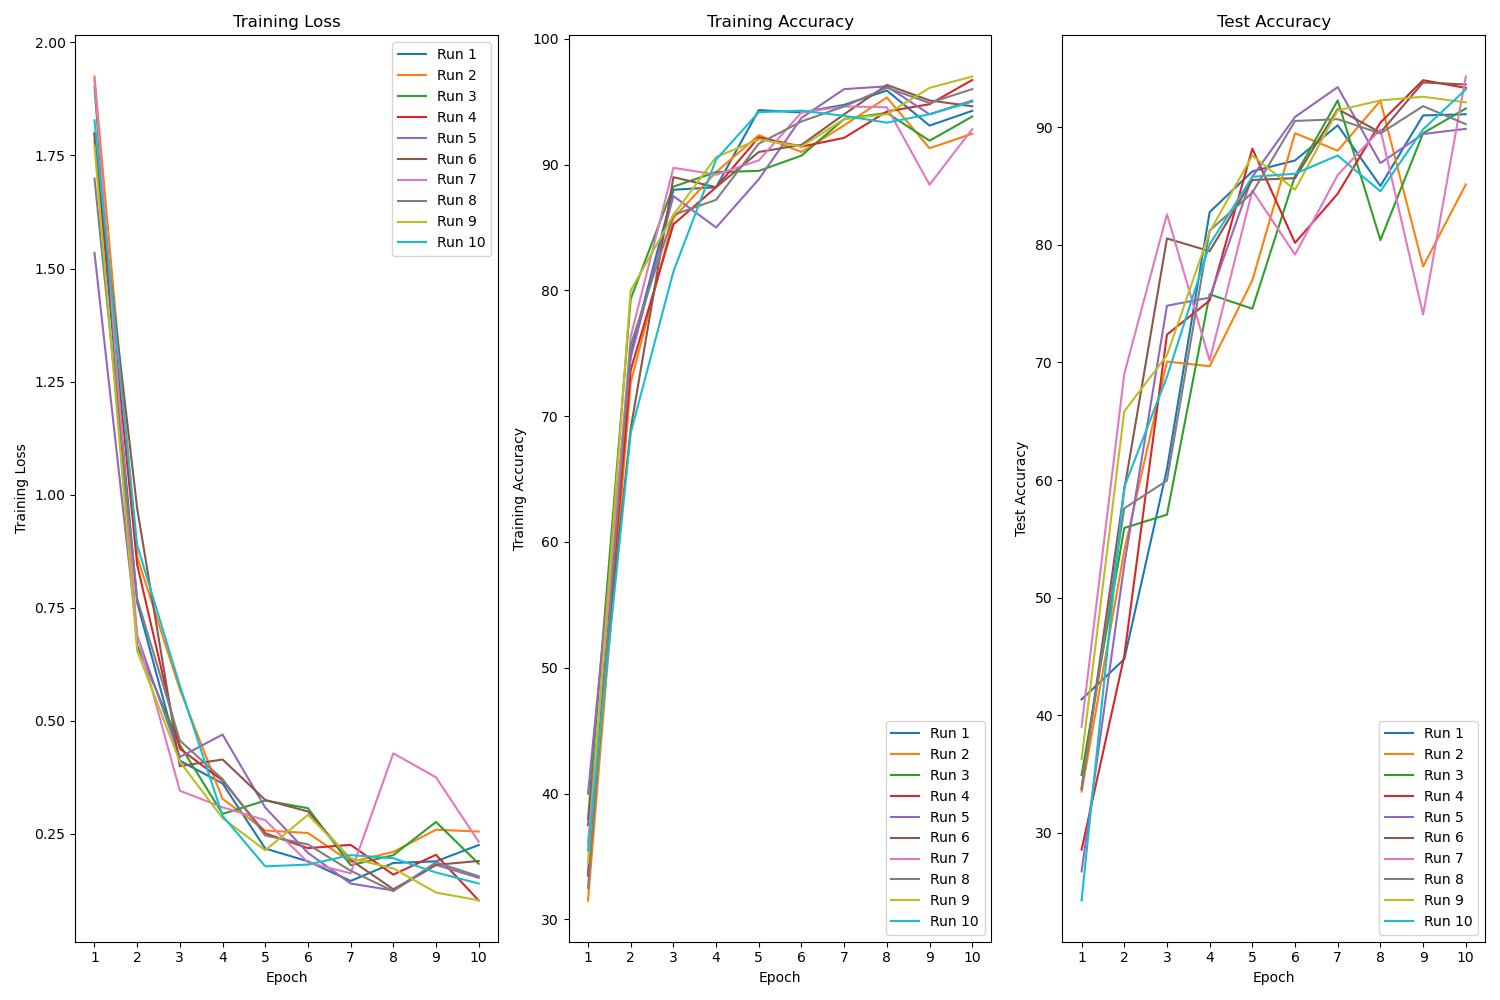 Training Loss
Training Loss
2.00
1.75
1.50
1.25
1.00
0.75
0.50
0.25
1 2 3 4 5 6 7 8 9 10
Epoch
Run 1
Run 2
Run 3
Run 4
Run 5
Run 6
Run 7
Run 8
Run 9
Run 10
Training Accuracy
Training Accuracy
100
90
80
70
60
50
40
30
1 2 3 4 5 6 7 8 9 10
Epoch
Run 1
Run 2
Run 3
Run 4
Run 5
Run 6
Run 7
Run 8
Run 9
Run 10
Test Accuracy
Test Accuracy
90
80
70
60
50
40
30
1 2 3 4 5 6 7 8 9 10
Epoch
Run 1
Run 2
Run 3
Run 4
Run 5
Run 6
Run 7
Run 8
Run 9
Run 10